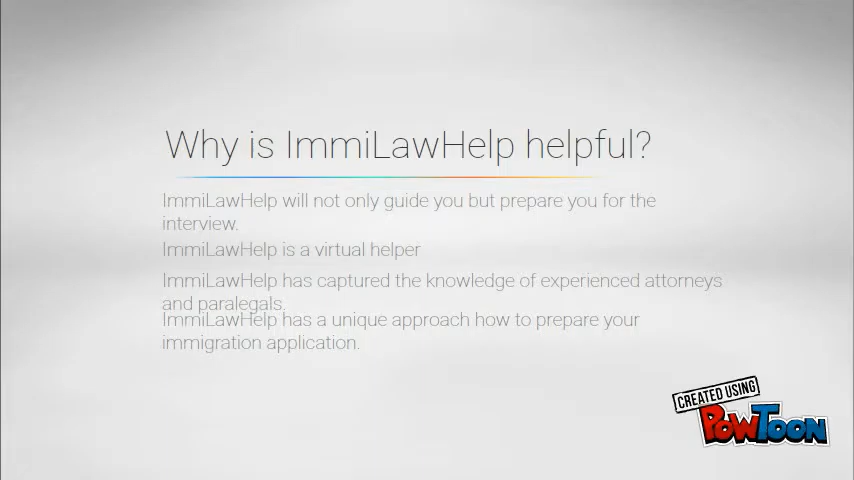 Why is ImmiLawHelp helpful?
ImmiLawHelp will not only guide you but prepare you for the
interview.
ImmiLawHelp is a virtual helper
ImmiLawHelp has captured the knowledge of experienced attorneys
and paralegals.
ImmiLawHelp has a unique approach how to prepare your
immigration application.
CREATED USING
POWTOON